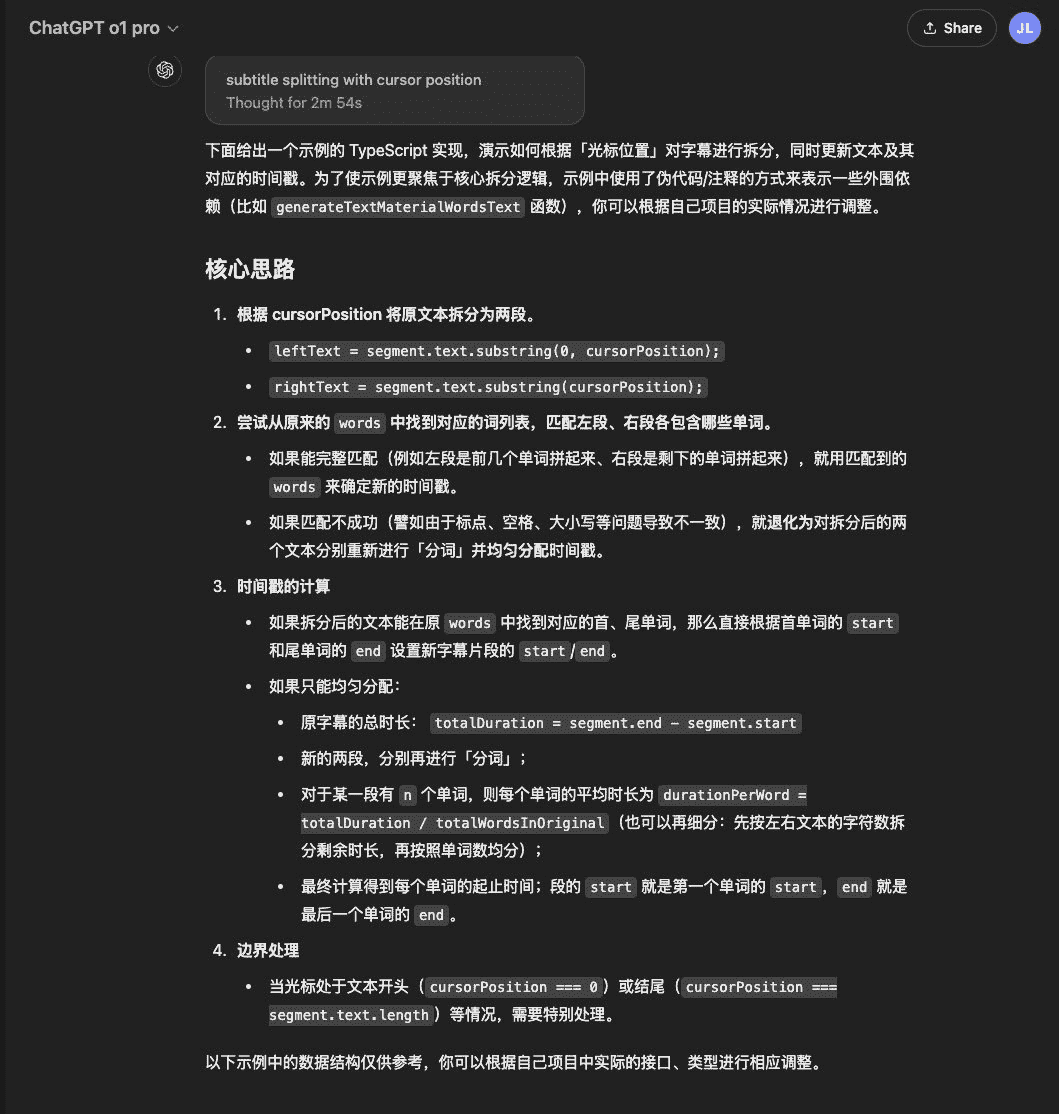 ChatGPT o1 pro
Share
JL
subtitle splitting with cursor position
Thought for 2m 54s
下面给出一个示例的 TypeScript 实现，演示如何根据「光标位置」对字幕进行拆分，同时更新文本及其
对应的时间戳。为了使示例更聚焦于核心拆分逻辑，示例中使用了伪代码/注释的方式来表示一些外围依
赖（比如 generateTextMaterialWordsText 函数），你可以根据自己项目的实际情况进行调整。
核心思路
1. 根据 cursorPosition 将原文本拆分为两段。
• leftText = segment.text.substring(0, cursorPosition);
• rightText = segment.text.substring(cursorPosition);
2. 尝试从原来的 words 中找到对应的词列表，匹配左段、右段各包含哪些单词。
• 如果能完整匹配（例如左段是前几个单词拼起来、右段是剩下的单词拼起来），就用匹配到的
words 来确定新的时间戳。
• 如果匹配不成功（譬如由于标点、空格、大小写等问题导致不一致），就退化为对拆分后的两
个文本分别重新进行「分词」并均匀分配时间戳。
3. 时间戳的计算
• 如果拆分后的文本能在原 words 中找到对应的首、尾单词，那么直接根据首单词的 start
和尾单词的 end 设置新字幕片段的 start/end。
• 如果只能均匀分配：
• 原字幕的总时长： totalDuration = segment.end - segment.start
• 新的两段，分别再进行「分词」；
• 对于某一段有 n 个单词，则每个单词的平均时长为 durationPerWord =
totalDuration / totalWordsInOriginal（也可以再细分：先按左右文本的字符数拆
分剩余时长，再按照单词数均分）；
• 最终计算得到每个单词的起止时间；段的 start 就是第一个单词的 start，end 就是
最后一个单词的 end。
4. 边界处理
• 当光标处于文本开头（cursorPosition === 0）或结尾（cursorPosition ===
segment.text.length）等情况，需要特别处理。
以下示例中的数据结构仅供参考，你可以根据自己项目中实际的接口、类型进行相应调整。